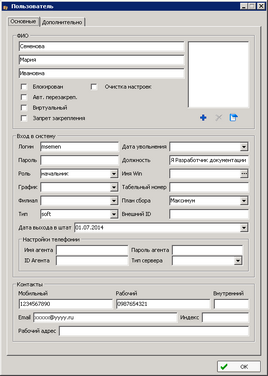 Пользователь
Основные Дополнительно
ФИО
Семенова
Мария
Ивановна
Блокирован Очистка настроек
Авт. перезакреп.
Виртуальный
Запрет закрепления
Вход в систему
Логин msemen Дата увольнения
Пароль Должность Я Разработчик документации
Роль начальник Имя Win
График Табельный номер
Филиал План сбора Максимум
Тип soft Внешний ID
Дата выхода в штат 01.07.2014
Настройки телефонии
Имя агента Пароль агента
ID Агента Тип сервера
Контакты
Мобильный Рабочий Внутренний
1234567890 0987654321
Email xxxxx@yyyy.ru Индекс
Рабочий адрес
OK